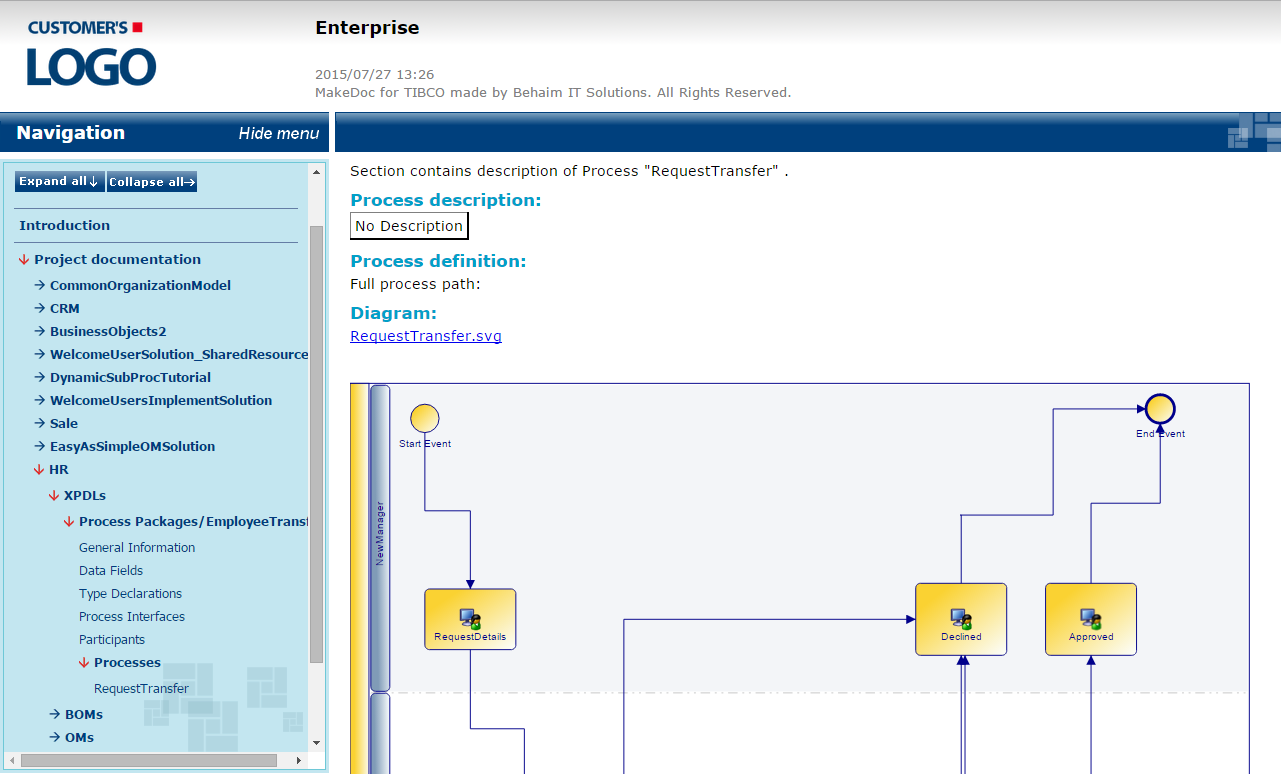 CUSTOMER'S
LOGO
Enterprise
2015/07/27 13:26
MakeDoc for TIBCO made by Behaim IT Solutions. All Rights Reserved.
Navigation
Hide menu
Expand all↓ Collapse all→
Introduction
Project documentation
CommonOrganizationModel
CRM
BusinessObjects2
WelcomeUserSolution_SharedResource
DynamicSubProcTutorial
WelcomeUsersImplementSolution
Sale
EasyAsSimpleOMSolution
HR
XPDLs
Process Packages/EmployeeTransf
General Information
Data Fields
Type Declarations
Process Interfaces
Participants
Processes
RequestTransfer
BOMs
OMs
Section contains description of Process "RequestTransfer" .
Process description:
No Description
Process definition:
Full process path:
Diagram:
RequestTransfer.svg
Start Event
End Event
NewManager
RequestDetails
Declined
Approved